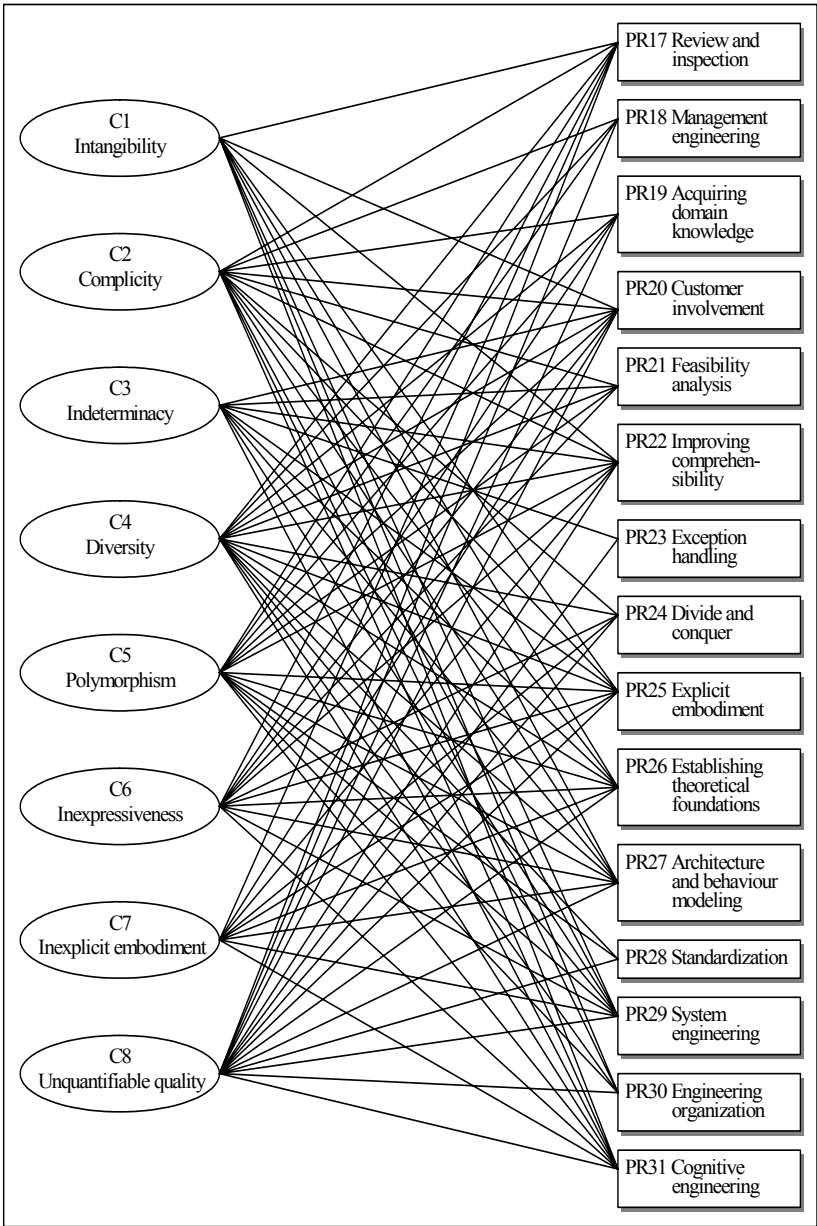 C1
Intangibility
C2
Complicity
C3
Indeterminacy
C4
Diversity
C5
Polymorphism
C6
Inexpressiveness
C7
Inexplicit embodiment
C8
Unquantifiable quality
PR17 Review and
inspection
PR18 Management
engineering
PR19 Acquiring
domain
knowledge
PR20 Customer
involvement
PR21 Feasibility
analysis
PR22 Improving
comprehen-
sibility
PR23 Exception
handling
PR24 Divide and
conquer
PR25 Explicit
embodiment
PR26 Establishing
theoretical
foundations
PR27 Architecture
and behaviour
modeling
PR28 Standardization
PR29 System
engineering
PR30 Engineering
organization
PR31 Cognitive
engineering